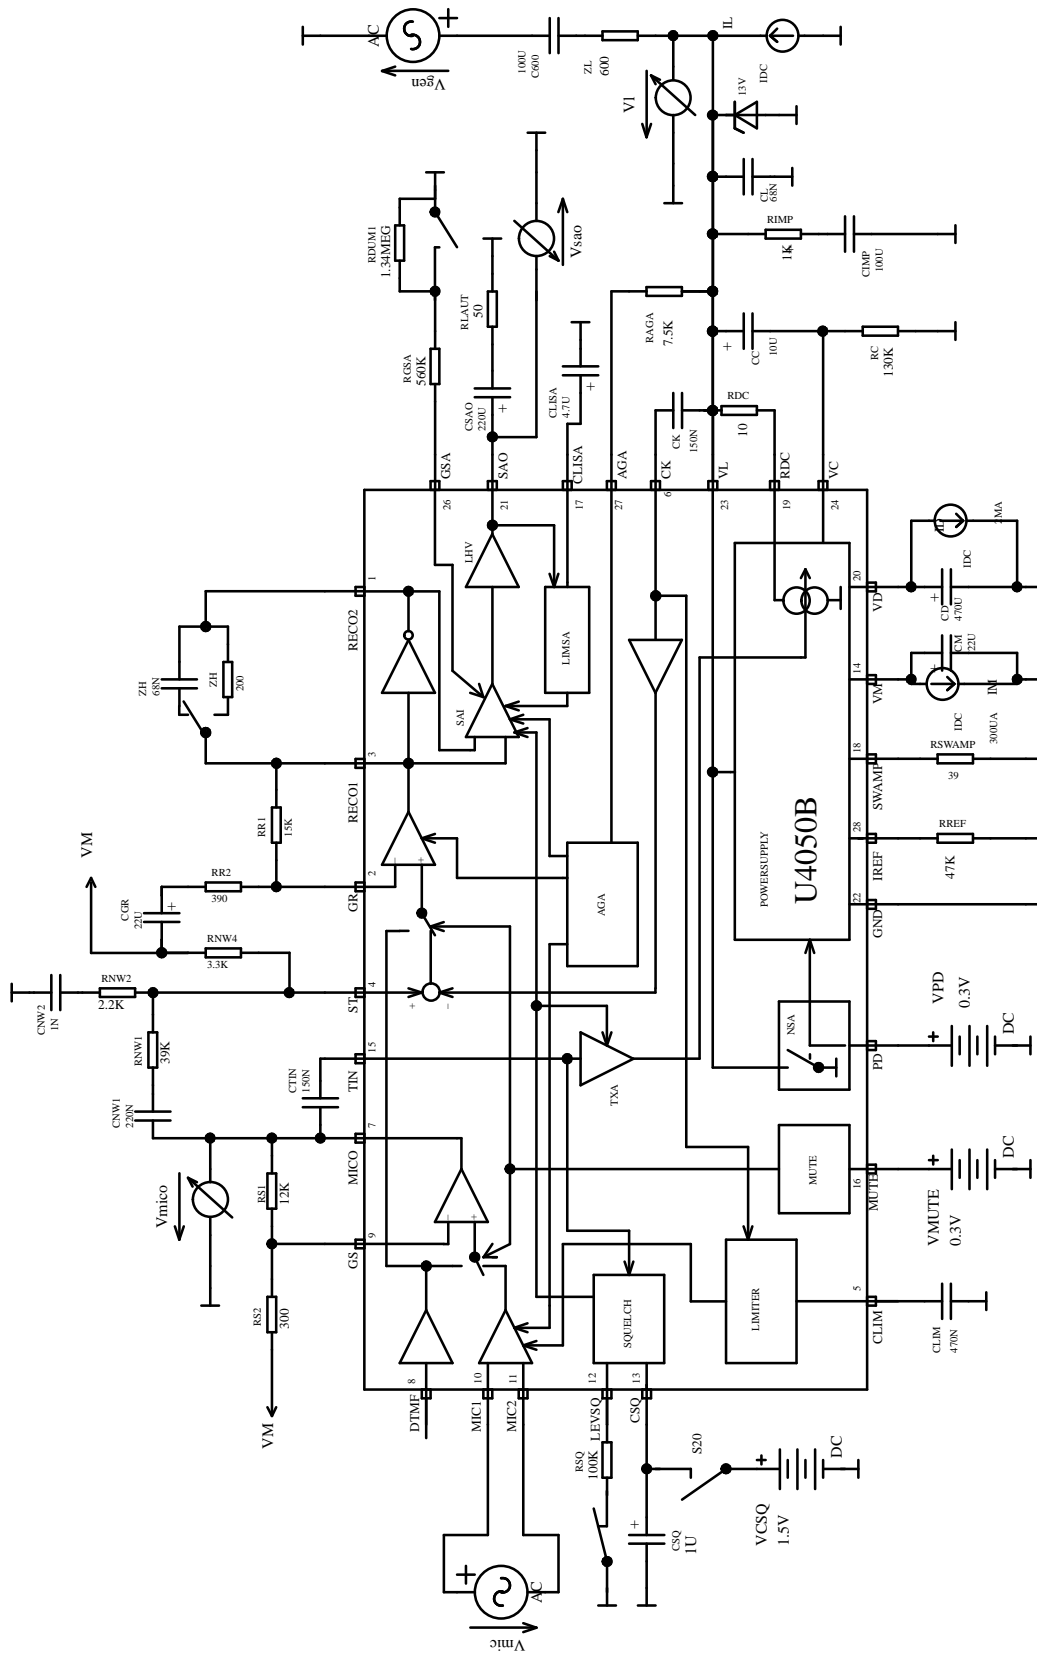 AC
Vgen
100U
C600
ZL
600
V1
IL
IDC
13V
CL
68N
RIMP
1K
CIMP
100U
RDUM1
1.34MEG
RGSA
560K
RLAUT
50
Vsao
CSAO
220U
CLISA
4.7U
RAGA
7.5K
CC
10U
RC
130K
CK
150N
RDC
10
GSA
SAO
CLISA
AGA
CK
VL
RDC
VC
26
21
17
27
6
23
19
24
ZH
68N
ZH
200
RECO2
1
RECO1
3
RR1
15K
GR
2
RR2
390
VM
CGR
22U
RNW4
3.3K
ST
4
CNW2
1N
RNW2
2.2K
RNW1
39K
CNW1
220N
TIN
15
CTIN
150N
MICO
7
Vmico
RS1
12K
GS
9
RS2
300
VM
LHV
LIMSA
SAI
AGA
TXA
POWERSUPPLY
U4050B
NSA
MUTE
LIMITER
SQUELCH
20
VD
CD
470U
IDC
ID
2MA
14
VM
CM
22U
IDC
IM
300UA
18
SWAMP
RSWAMP
39
28
IREF
RREF
47K
22
GND
PD
VPD
0.3V
DC
16
MUTE
VMUTE
0.3V
DC
5
CLIM
CLIM
470N
8
DTMF
10
MIC1
11
MIC2
12
LEVSQ
13
CSQ
RSQ
100K
CSQ
1U
S20
VCSQ
1.5V
DC
AC
Vmic